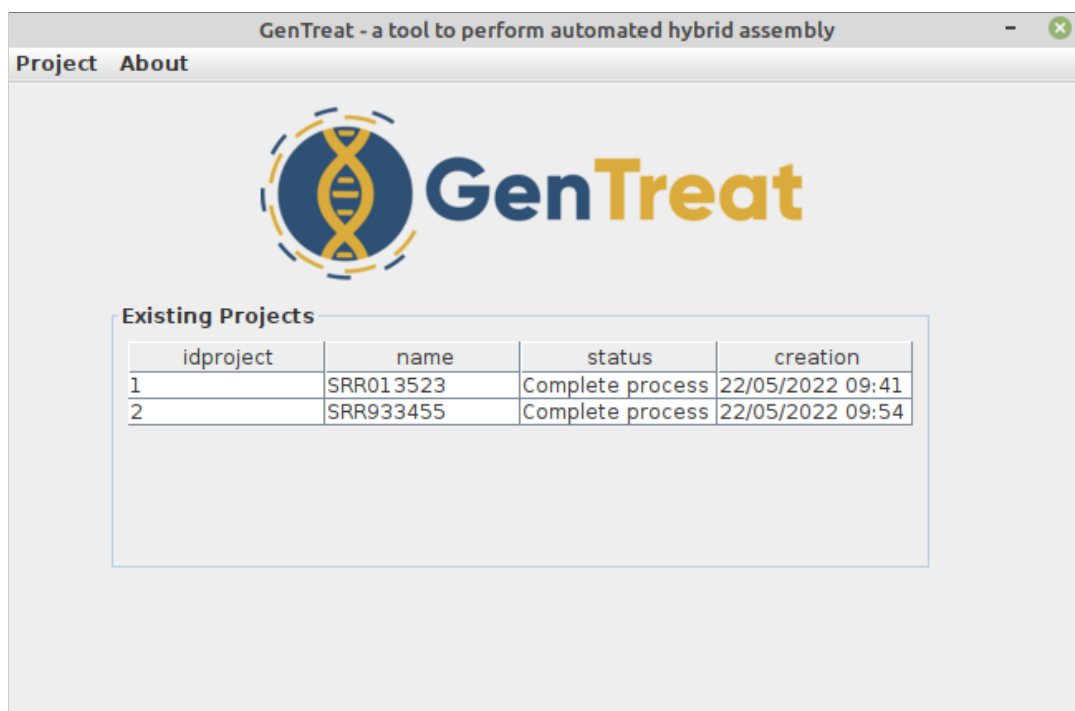 GenTreat - a tool to perform automated hybrid assembly
Project About
GenTreat
Existing Projects
idproject name status creation
1 SRR013523 Complete process 22/05/2022 09:41
2 SRR933455 Complete process 22/05/2022 09:54